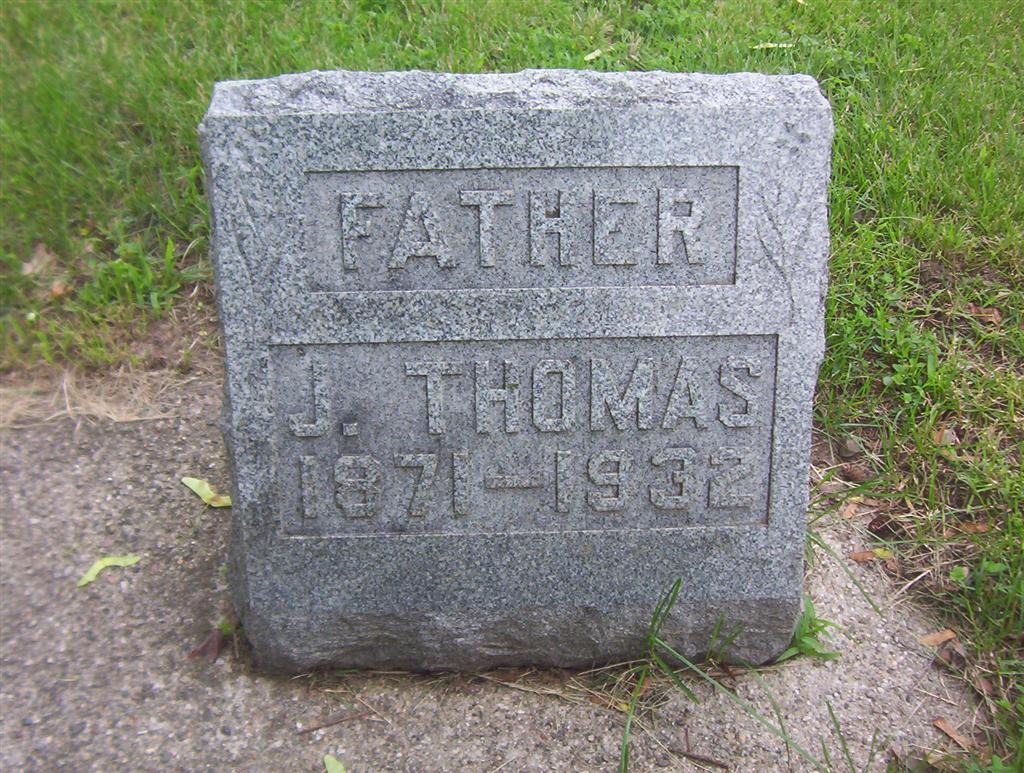 FATHER
J. THOMAS
1871-1932